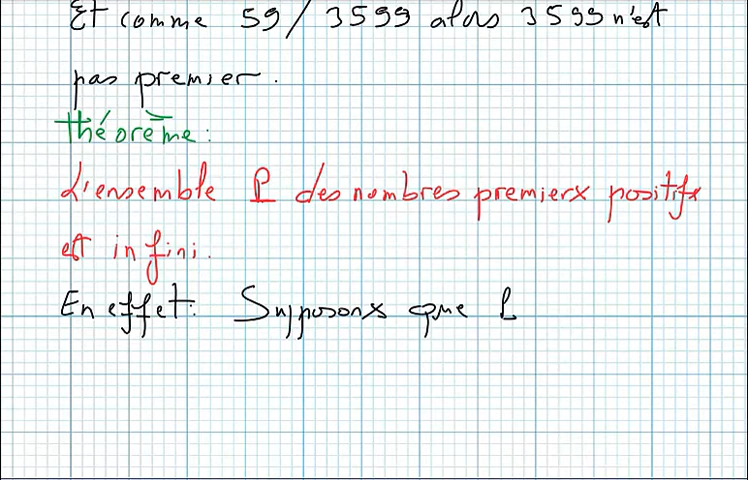 Et comme 59/3599 alors 3599 n'est
pas premier.
théorème:
L'ensemble P des nombres premiers positifs
est infini.
En effet: Supposons que P